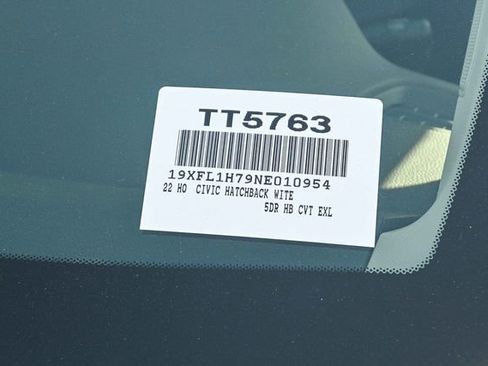 TT5763
19XFL1H79NE010954
22 HO CIVIC HATCHBACK WITE
5DR HB CVT EXL